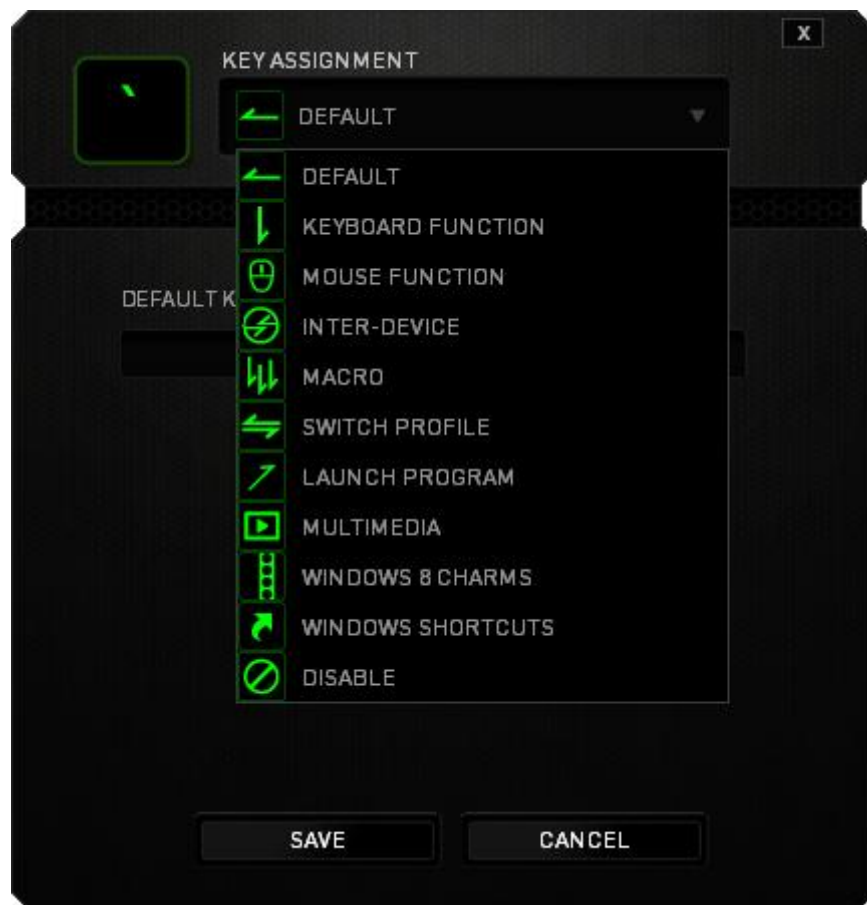 X
KEY ASSIGNMENT
`
DEFAULT
DEFAULT
KEYBOARD FUNCTION
MOUSE FUNCTION
DEFAULT K
INTER-DEVICE
MACRO
SWITCH PROFILE
LAUNCH PROGRAM
MULTIMEDIA
WINDOWS 8 CHARMS
WINDOWS SHORTCUTS
DISABLE
SAVE
CANCEL